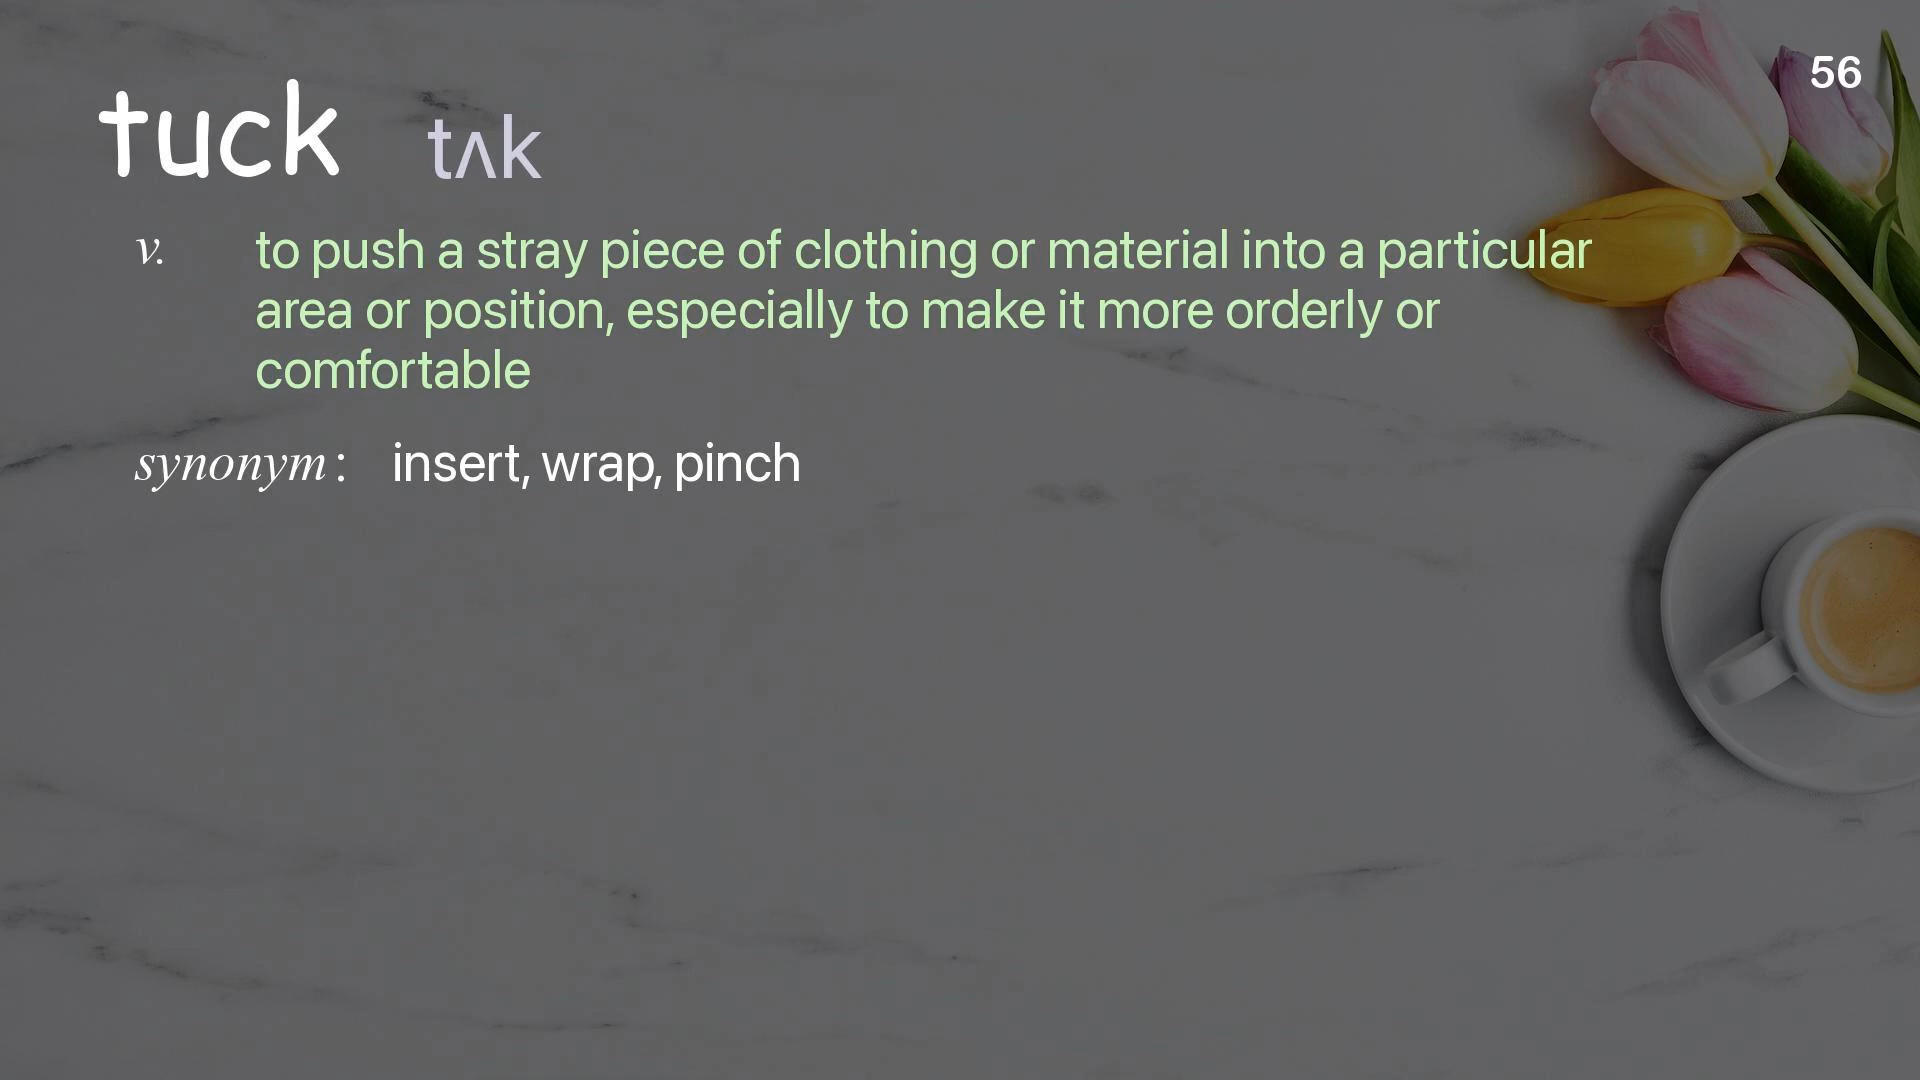 56
tuck tʌk
v. to push a stray piece of clothing or material into a particular
area or position, especially to make it more orderly or
comfortable
synonym : insert, wrap, pinch